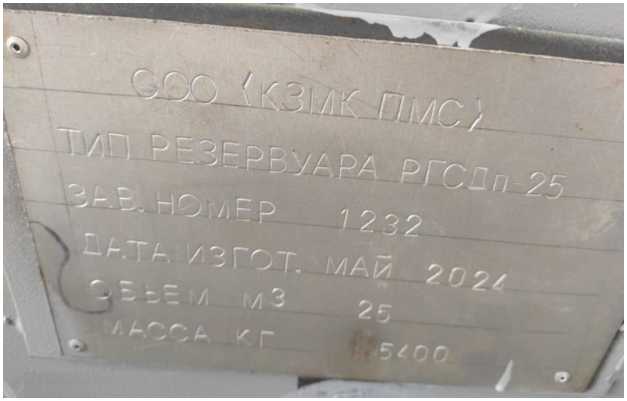 ООО ⟨КЗМК ПМС⟩
ТИП РЕЗЕРВУАРА РГСДп-25
ЗАВ. НОМЕР 1232
ДАТА ИЗГОТ. МАЙ 2024
ОБЪЕМ М3 25
МАССА КГ 5400